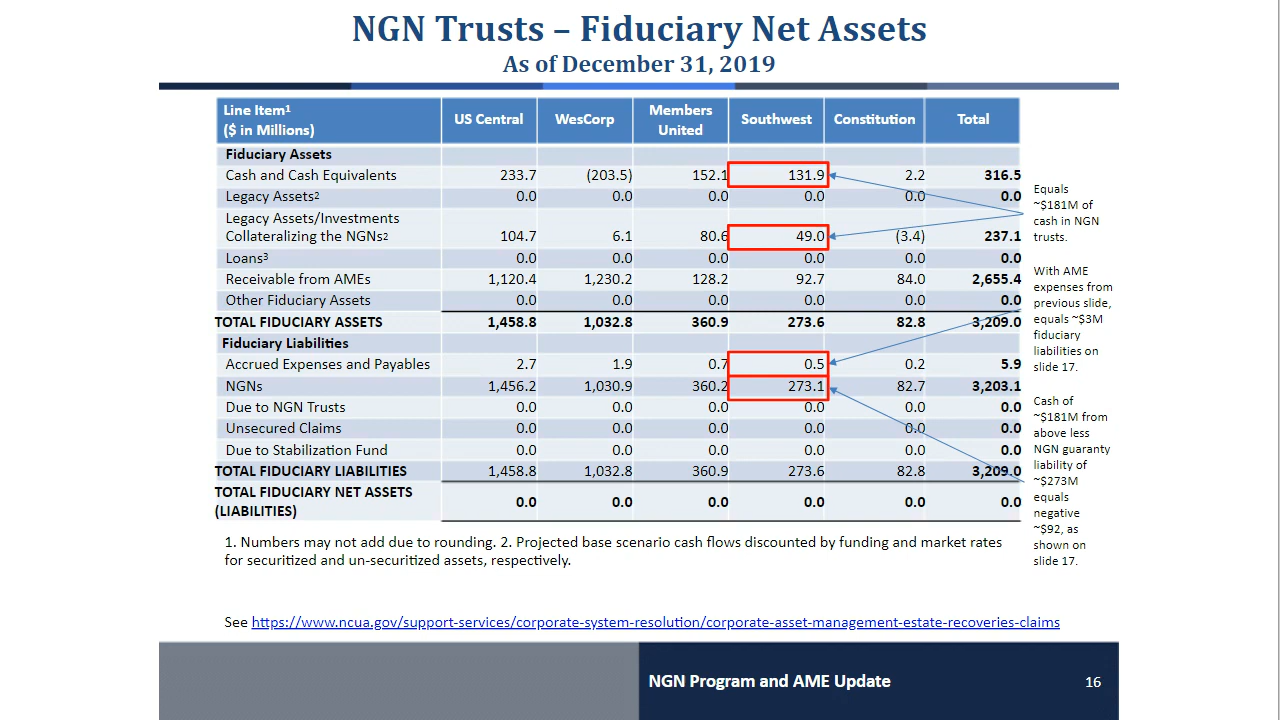 NGN Trusts – Fiduciary Net Assets
As of December 31, 2019
Line Item1 ($ in Millions) US Central WesCorp Members United Southwest Constitution Total
Fiduciary Assets
Cash and Cash Equivalents 233.7 (203.5) 152.1 131.9 2.2 316.5
Legacy Assets2 0.0 0.0 0.0 0.0 0.0 0.0
Legacy Assets/Investments
Collateralizing the NGNs2 104.7 6.1 80.6 49.0 (3.4) 237.1
Loans3 0.0 0.0 0.0 0.0 0.0 0.0
Receivable from AMEs 1,120.4 1,230.2 128.2 92.7 84.0 2,655.4
Other Fiduciary Assets 0.0 0.0 0.0 0.0 0.0 0.0
TOTAL FIDUCIARY ASSETS 1,458.8 1,032.8 360.9 273.6 82.8 3,209.0
Fiduciary Liabilities
Accrued Expenses and Payables 2.7 1.9 0.7 0.5 0.2 5.9
NGNs 1,456.2 1,030.9 360.2 273.1 82.7 3,203.1
Due to NGN Trusts 0.0 0.0 0.0 0.0 0.0 0.0
Unsecured Claims 0.0 0.0 0.0 0.0 0.0 0.0
Due to Stabilization Fund 0.0 0.0 0.0 0.0 0.0 0.0
TOTAL FIDUCIARY LIABILITIES 1,458.8 1,032.8 360.9 273.6 82.8 3,209.0
TOTAL FIDUCIARY NET ASSETS
(LIABILITIES) 0.0 0.0 0.0 0.0 0.0 0.0
Equals
~$181M of
cash in NGN
trusts.
With AME
expenses from
previous slide,
equals ~$3M
fiduciary
liabilities on
slide 17.
Cash of
~$181M from
above less
NGN guaranty
liability of
~$273M
equals
negative
~$92, as
shown on
slide 17.
1. Numbers may not add due to rounding. 2. Projected base scenario cash flows discounted by funding and market rates
for securitized and un-securitized assets, respectively.
See https://www.ncua.gov/support-services/corporate-system-resolution/corporate-asset-management-estate-recoveries-claims
NGN Program and AME Update 16